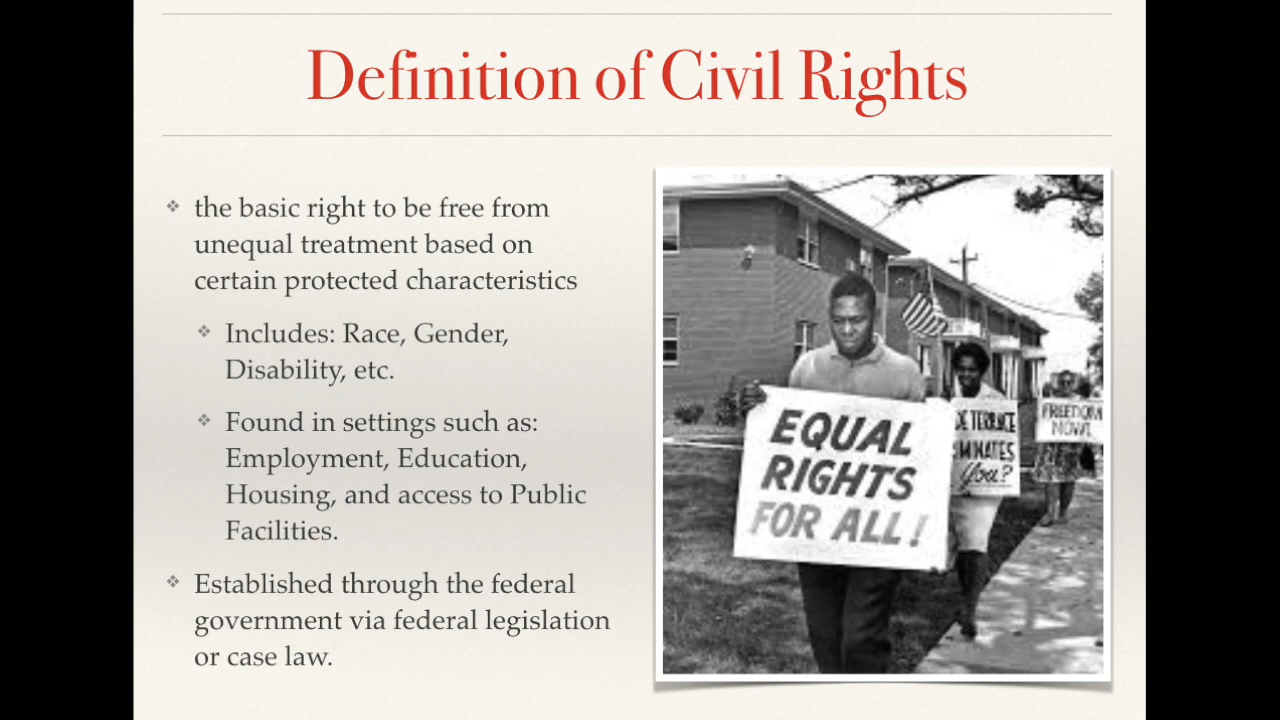 Definition of Civil Rights
the basic right to be free from
unequal treatment based on
certain protected characteristics
Includes: Race, Gender,
Disability, etc.
Found in settings such as:
Employment, Education,
Housing, and access to Public
Facilities.
Established through the federal
government via federal legislation
or case law.
EQUAL
RIGHTS
FOR ALL!
You?
FREEDOM
NOW!